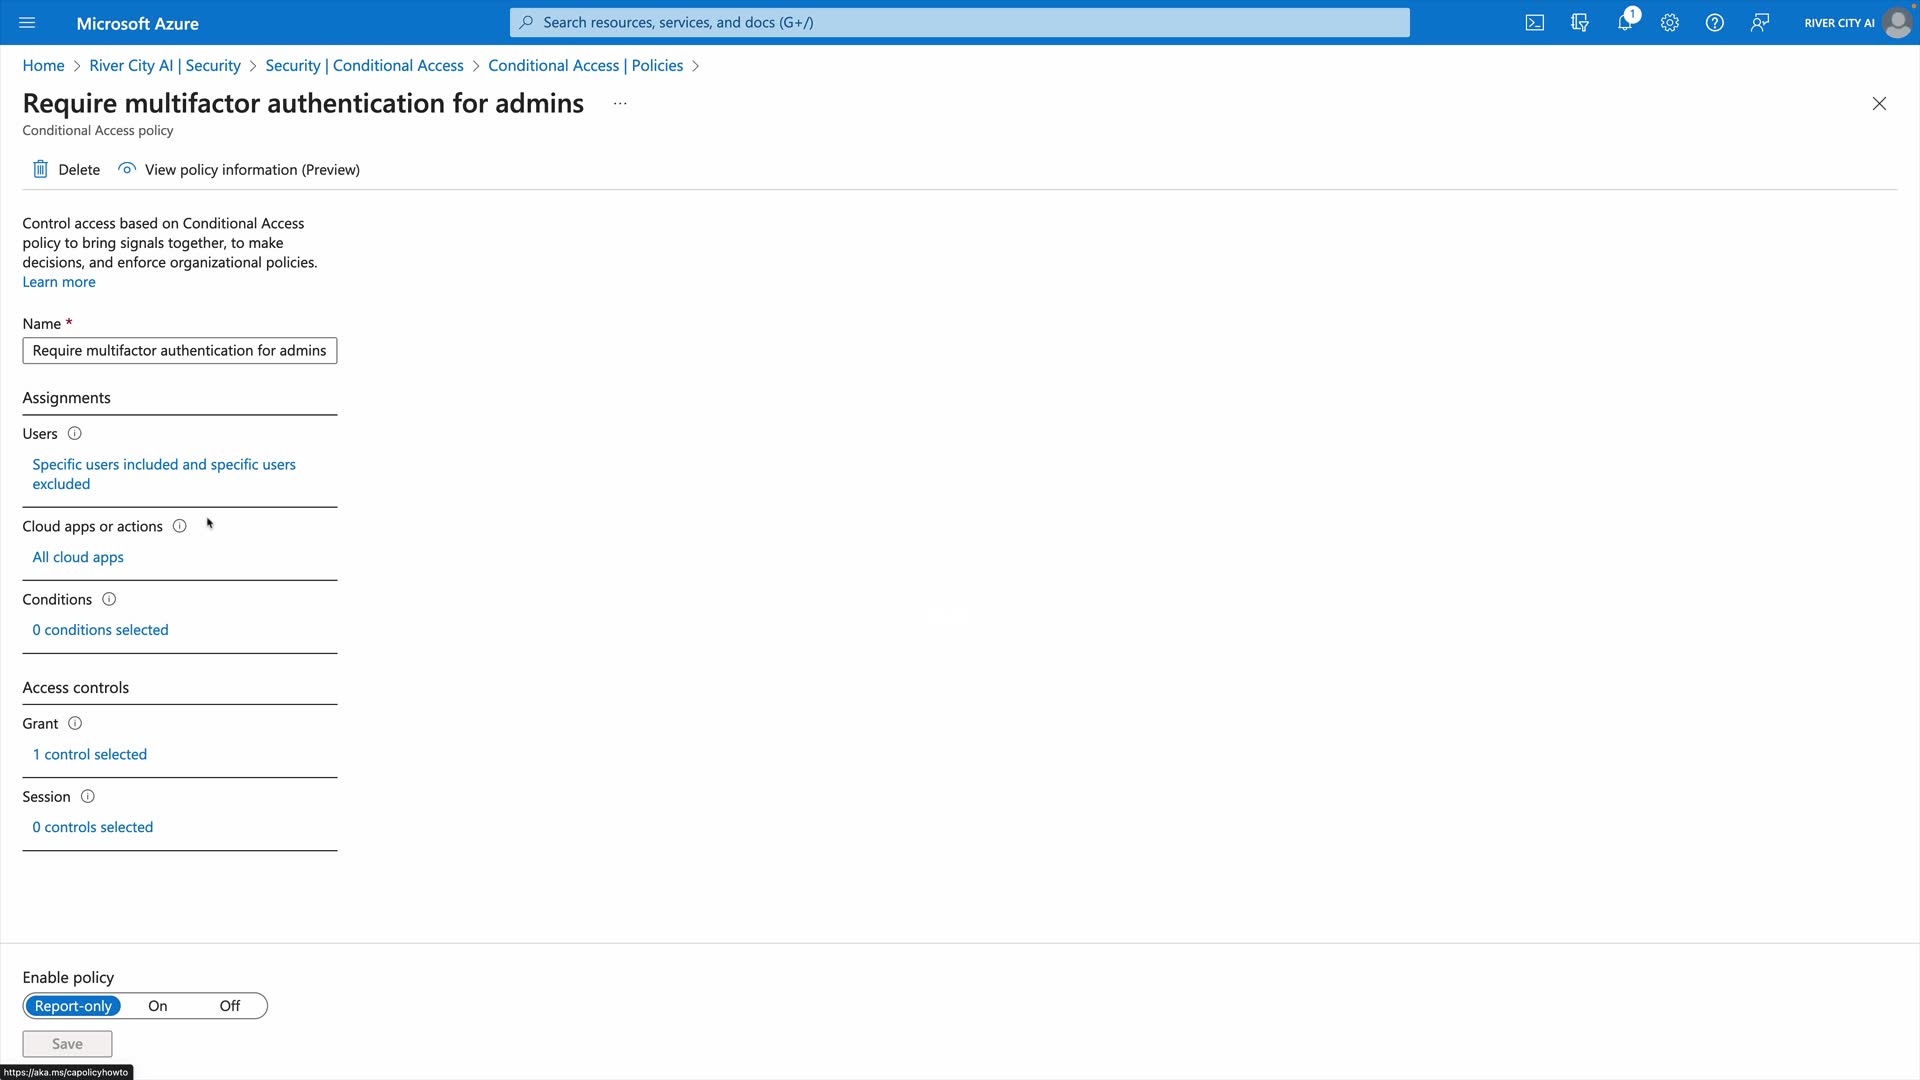 Microsoft Azure
Search resources, services, and docs (G+/)
1
RIVER CITY AI
Home > River City AI | Security > Security | Conditional Access > Conditional Access | Policies >
Require multifactor authentication for admins ...
Conditional Access policy
Delete
View policy information (Preview)
Control access based on Conditional Access
policy to bring signals together, to make
decisions, and enforce organizational policies.
Learn more
Name *
Require multifactor authentication for admins
Assignments
Users
Specific users included and specific users
excluded
Cloud apps or actions
All cloud apps
Conditions
0 conditions selected
Access controls
Grant
1 control selected
Session
0 controls selected
Enable policy
Report-only On Off
Save
https://aka.ms/capolicyhowto